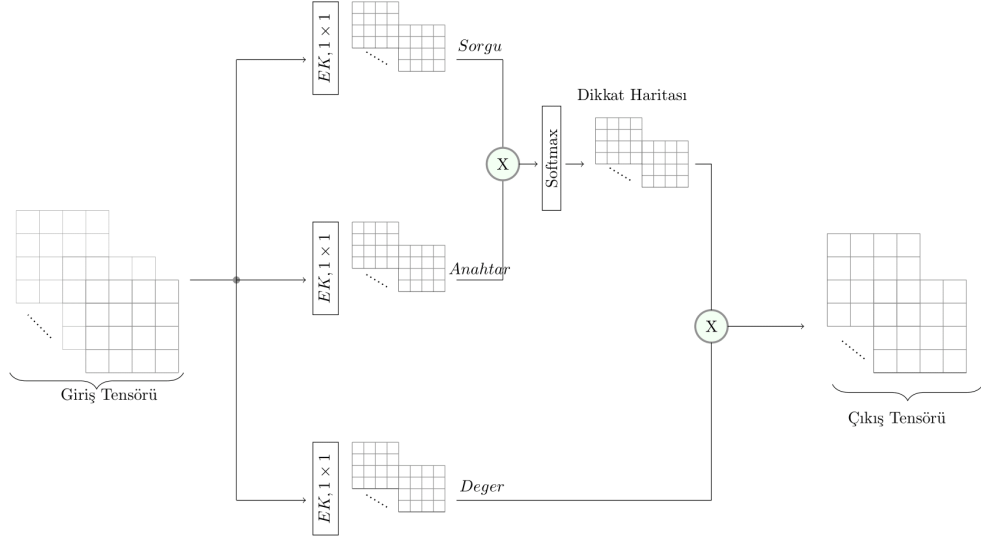 EK, 1 × 1
Sorgu
Dikkat Haritası
X
Softmax
EK, 1 × 1
Anahtar
X
Giriş Tensörü
Çıkış Tensörü
EK, 1 × 1
Deger